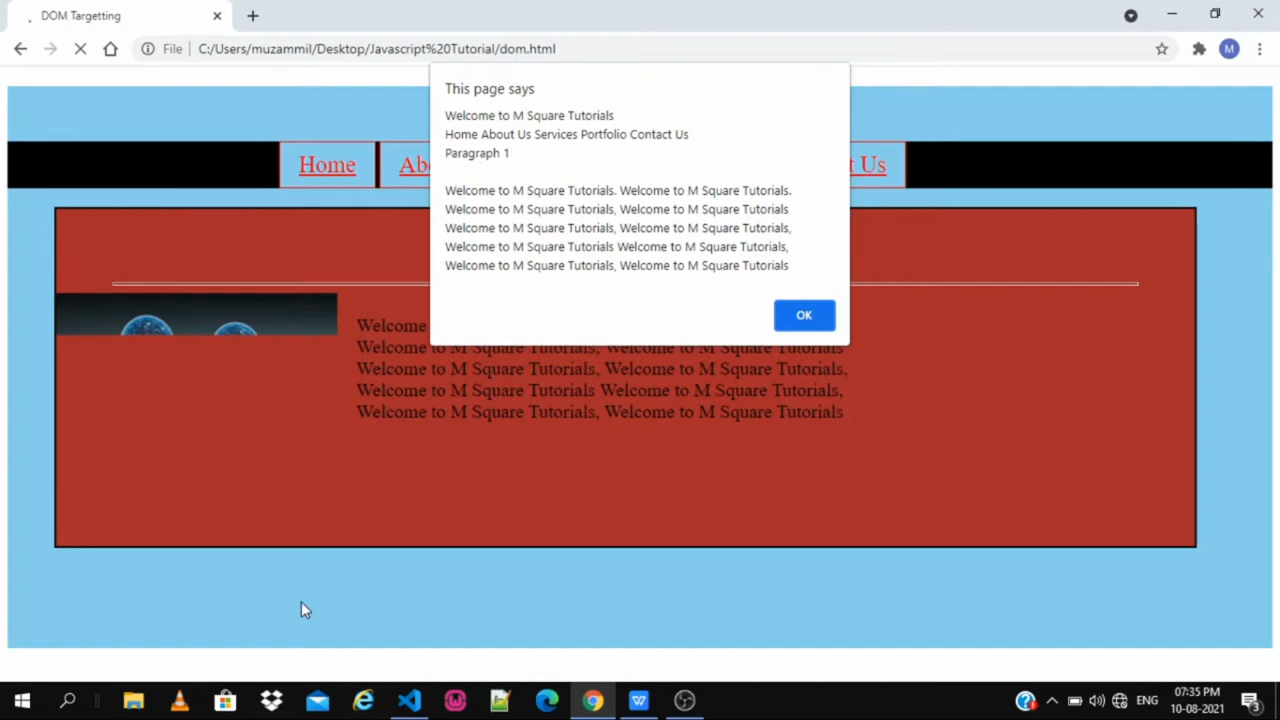 DOM Targetting
File
C:/Users/muzammil/Desktop/Javascript%20Tutorial/dom.html
M
This page says
Welcome to M Square Tutorials
Home About Us Services Portfolio Contact Us
Paragraph 1
Welcome to M Square Tutorials. Welcome to M Square Tutorials.
Welcome to M Square Tutorials, Welcome to M Square Tutorials
Welcome to M Square Tutorials, Welcome to M Square Tutorials,
Welcome to M Square Tutorials Welcome to M Square Tutorials,
Welcome to M Square Tutorials, Welcome to M Square Tutorials
OK
Home
Ab
t Us
Welcome
Welcome to M Square Tutorials, Welcome to M Square Tutorials
Welcome to M Square Tutorials, Welcome to M Square Tutorials,
Welcome to M Square Tutorials Welcome to M Square Tutorials,
Welcome to M Square Tutorials, Welcome to M Square Tutorials
ENG
07:35 PM
10-08-2021
3